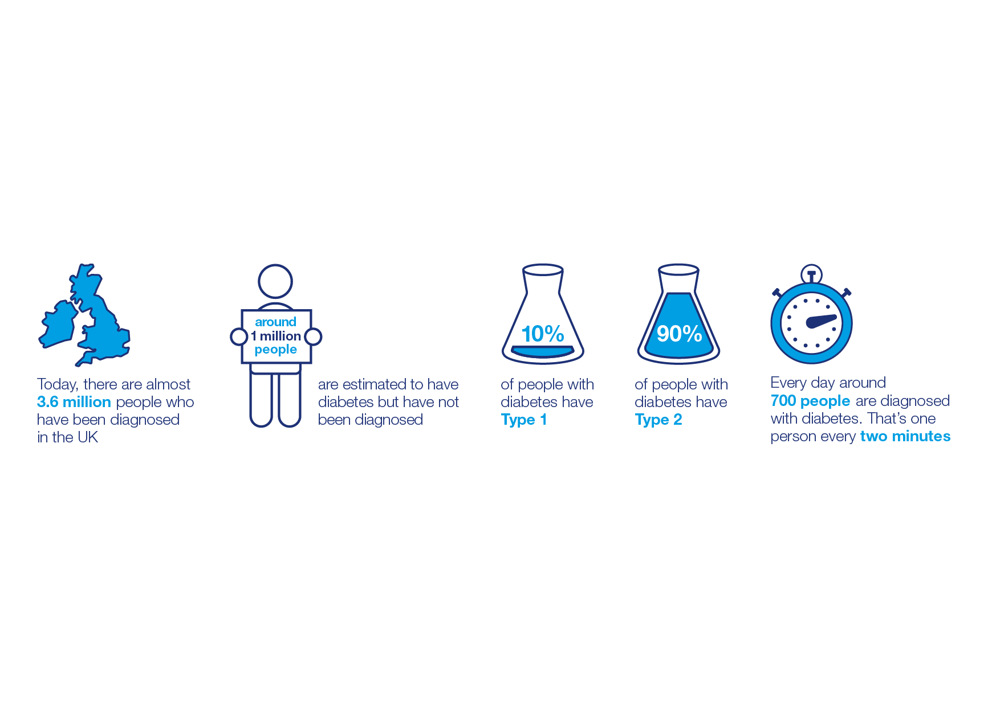 Today, there are almost
3.6 million people who
have been diagnosed
in the UK
around
1 million
people
are estimated to have
diabetes but have not
been diagnosed
10%
of people with
diabetes have
Type 1
90%
of people with
diabetes have
Type 2
Every day around
700 people are diagnosed
with diabetes. That’s one
person every two minutes